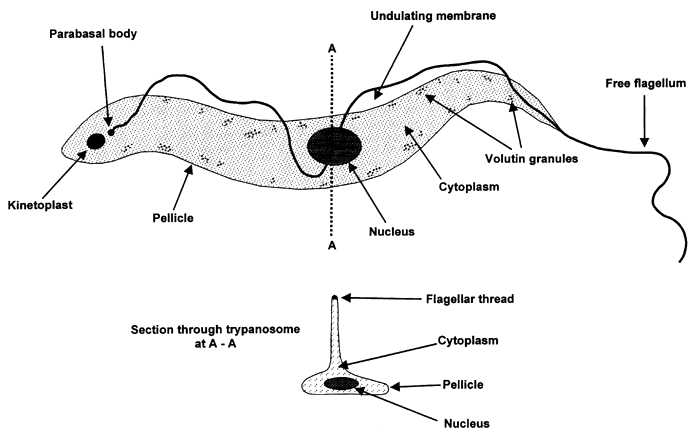 Undulating membrane
Parabasal body
A
Free flagellum
Volutin granules
Cytoplasm
Kinetoplast
Pellicle
Nucleus
A
Flagellar thread
Section through trypanosome
at A - A
Cytoplasm
Pellicle
Nucleus